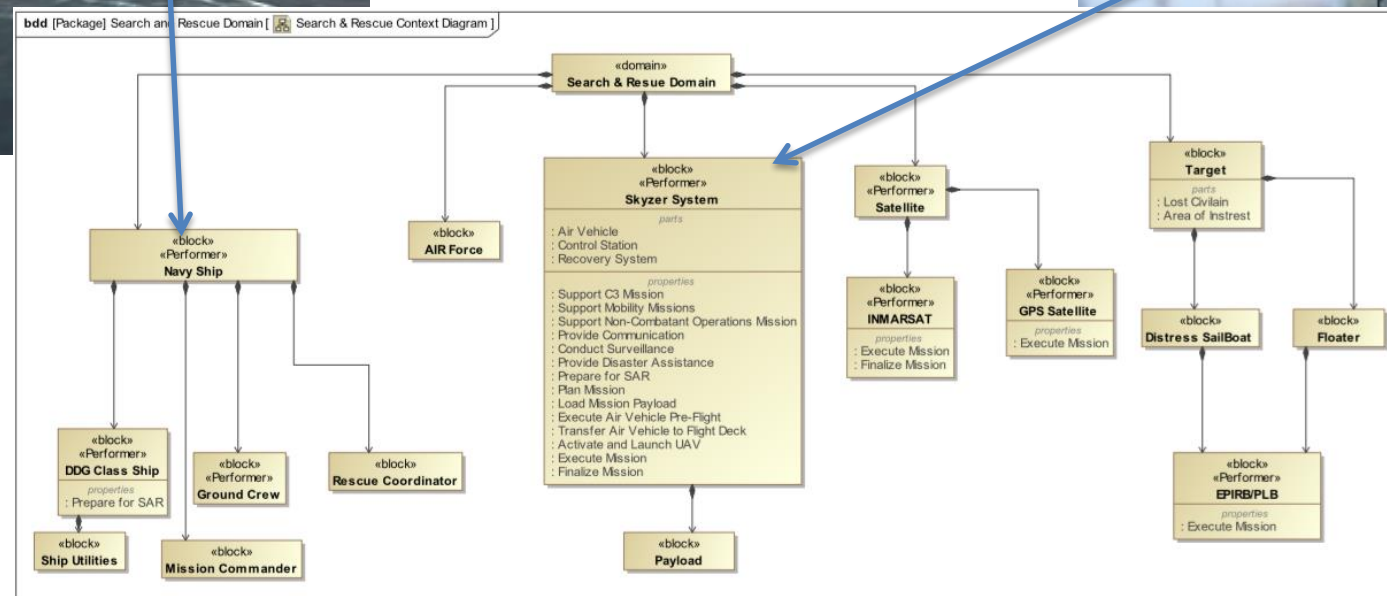 bdd [Package] Search and Rescue Domain [ Search & Rescue Context Diagram ]
«domain»
Search & Resue Domain
«block»
«Performer»
Navy Ship
«block»
AIR Force
«block»
«Performer»
Skyzer System
parts
: Air Vehicle
: Control Station
: Recovery System
properties
: Support C3 Mission
: Support Mobility Missions
: Support Non-Combatant Operations Mission
: Provide Communication
: Conduct Surveillance
: Provide Disaster Assistance
: Prepare for SAR
: Plan Mission
: Load Mission Payload
: Execute Air Vehicle Pre-Flight
: Transfer Air Vehicle to Flight Deck
: Activate and Launch UAV
: Execute Mission
: Finalize Mission
«block»
«Performer»
Satellite
«block»
Target
parts
: Lost Civilain
: Area of Instrest
«block»
«Performer»
INMARSAT
properties
: Execute Mission
: Finalize Mission
«block»
«Performer»
GPS Satellite
properties
: Execute Mission
«block»
Distress SailBoat
«block»
Floater
«block»
«Performer»
DDG Class Ship
properties
: Prepare for SAR
«block»
«Performer»
Ground Crew
«block»
Rescue Coordinator
«block»
«Performer»
EPIRB/PLB
properties
: Execute Mission
«block»
Ship Utilities
«block»
Mission Commander
«block»
Payload